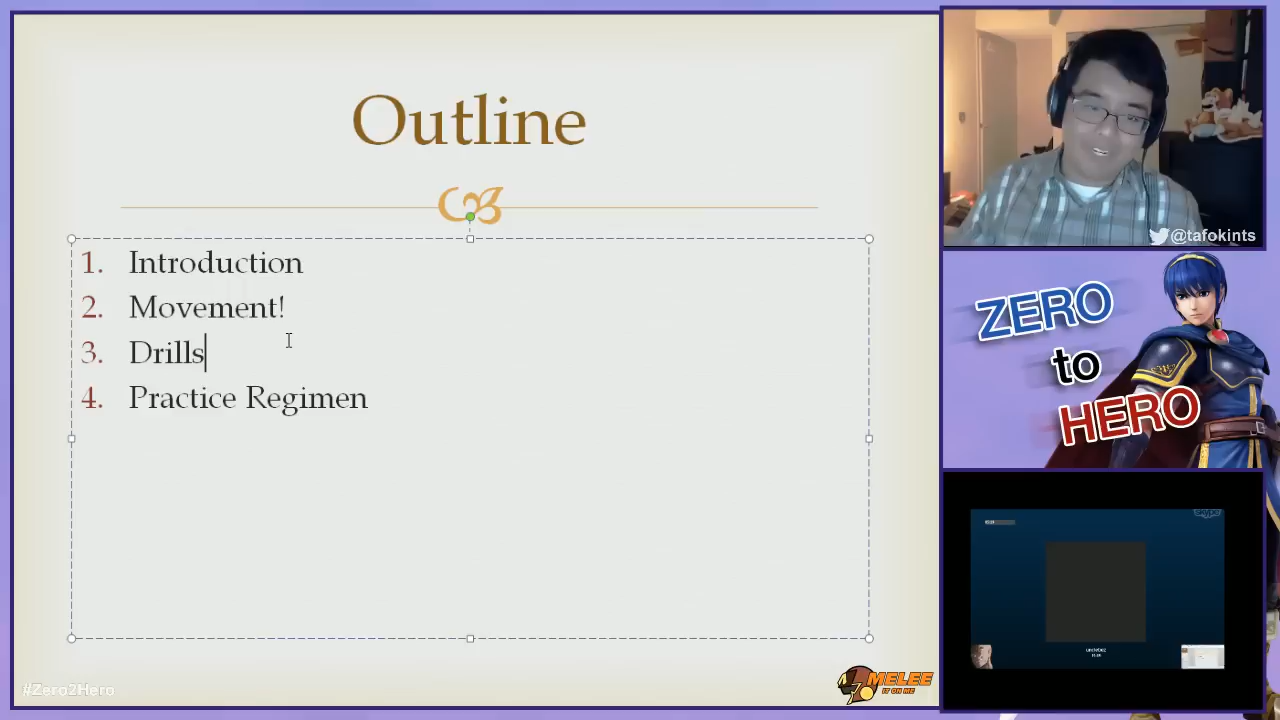 Outline
1. Introduction
2. Movement!
3. Drills
4. Practice Regimen
@tafokints
ZERO
to
HERO
skype
#Zero2Hero
MELEE
IT ON ME